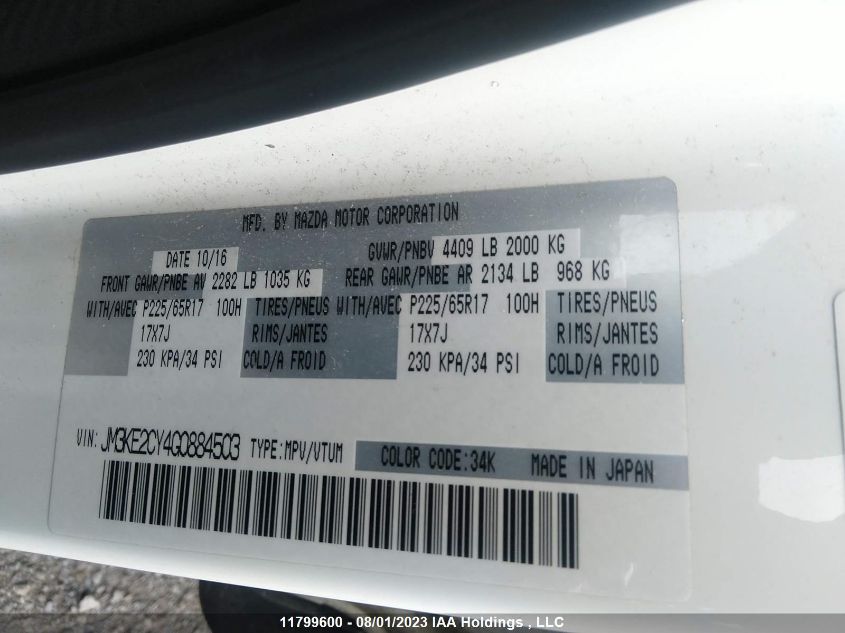 MFD. BY MAZDA MOTOR CORPORATION
DATE 10/16 GVWR/PNBV 4409 LB 2000 KG
FRONT GAWR/PNBE AV 2282 LB 1035 KG REAR GAWR/PNBE AR 2134 LB 968 KG
WITH/AVEC P225/65R17 100H TIRES/PNEUS WITH/AVEC P225/65R17 100H TIRES/PNEUS
17X7J RIMS/JANTES 17X7J RIMS/JANTES
230 KPA/34 PSI COLD/A FROID 230 KPA/34 PSI COLD/A FROID
VIN: JM3KE2CY4G0884503 TYPE:MPV/VTUM COLOR CODE:34K MADE IN JAPAN
11799600 - 08/01/2023 IAA Holdings , LLC